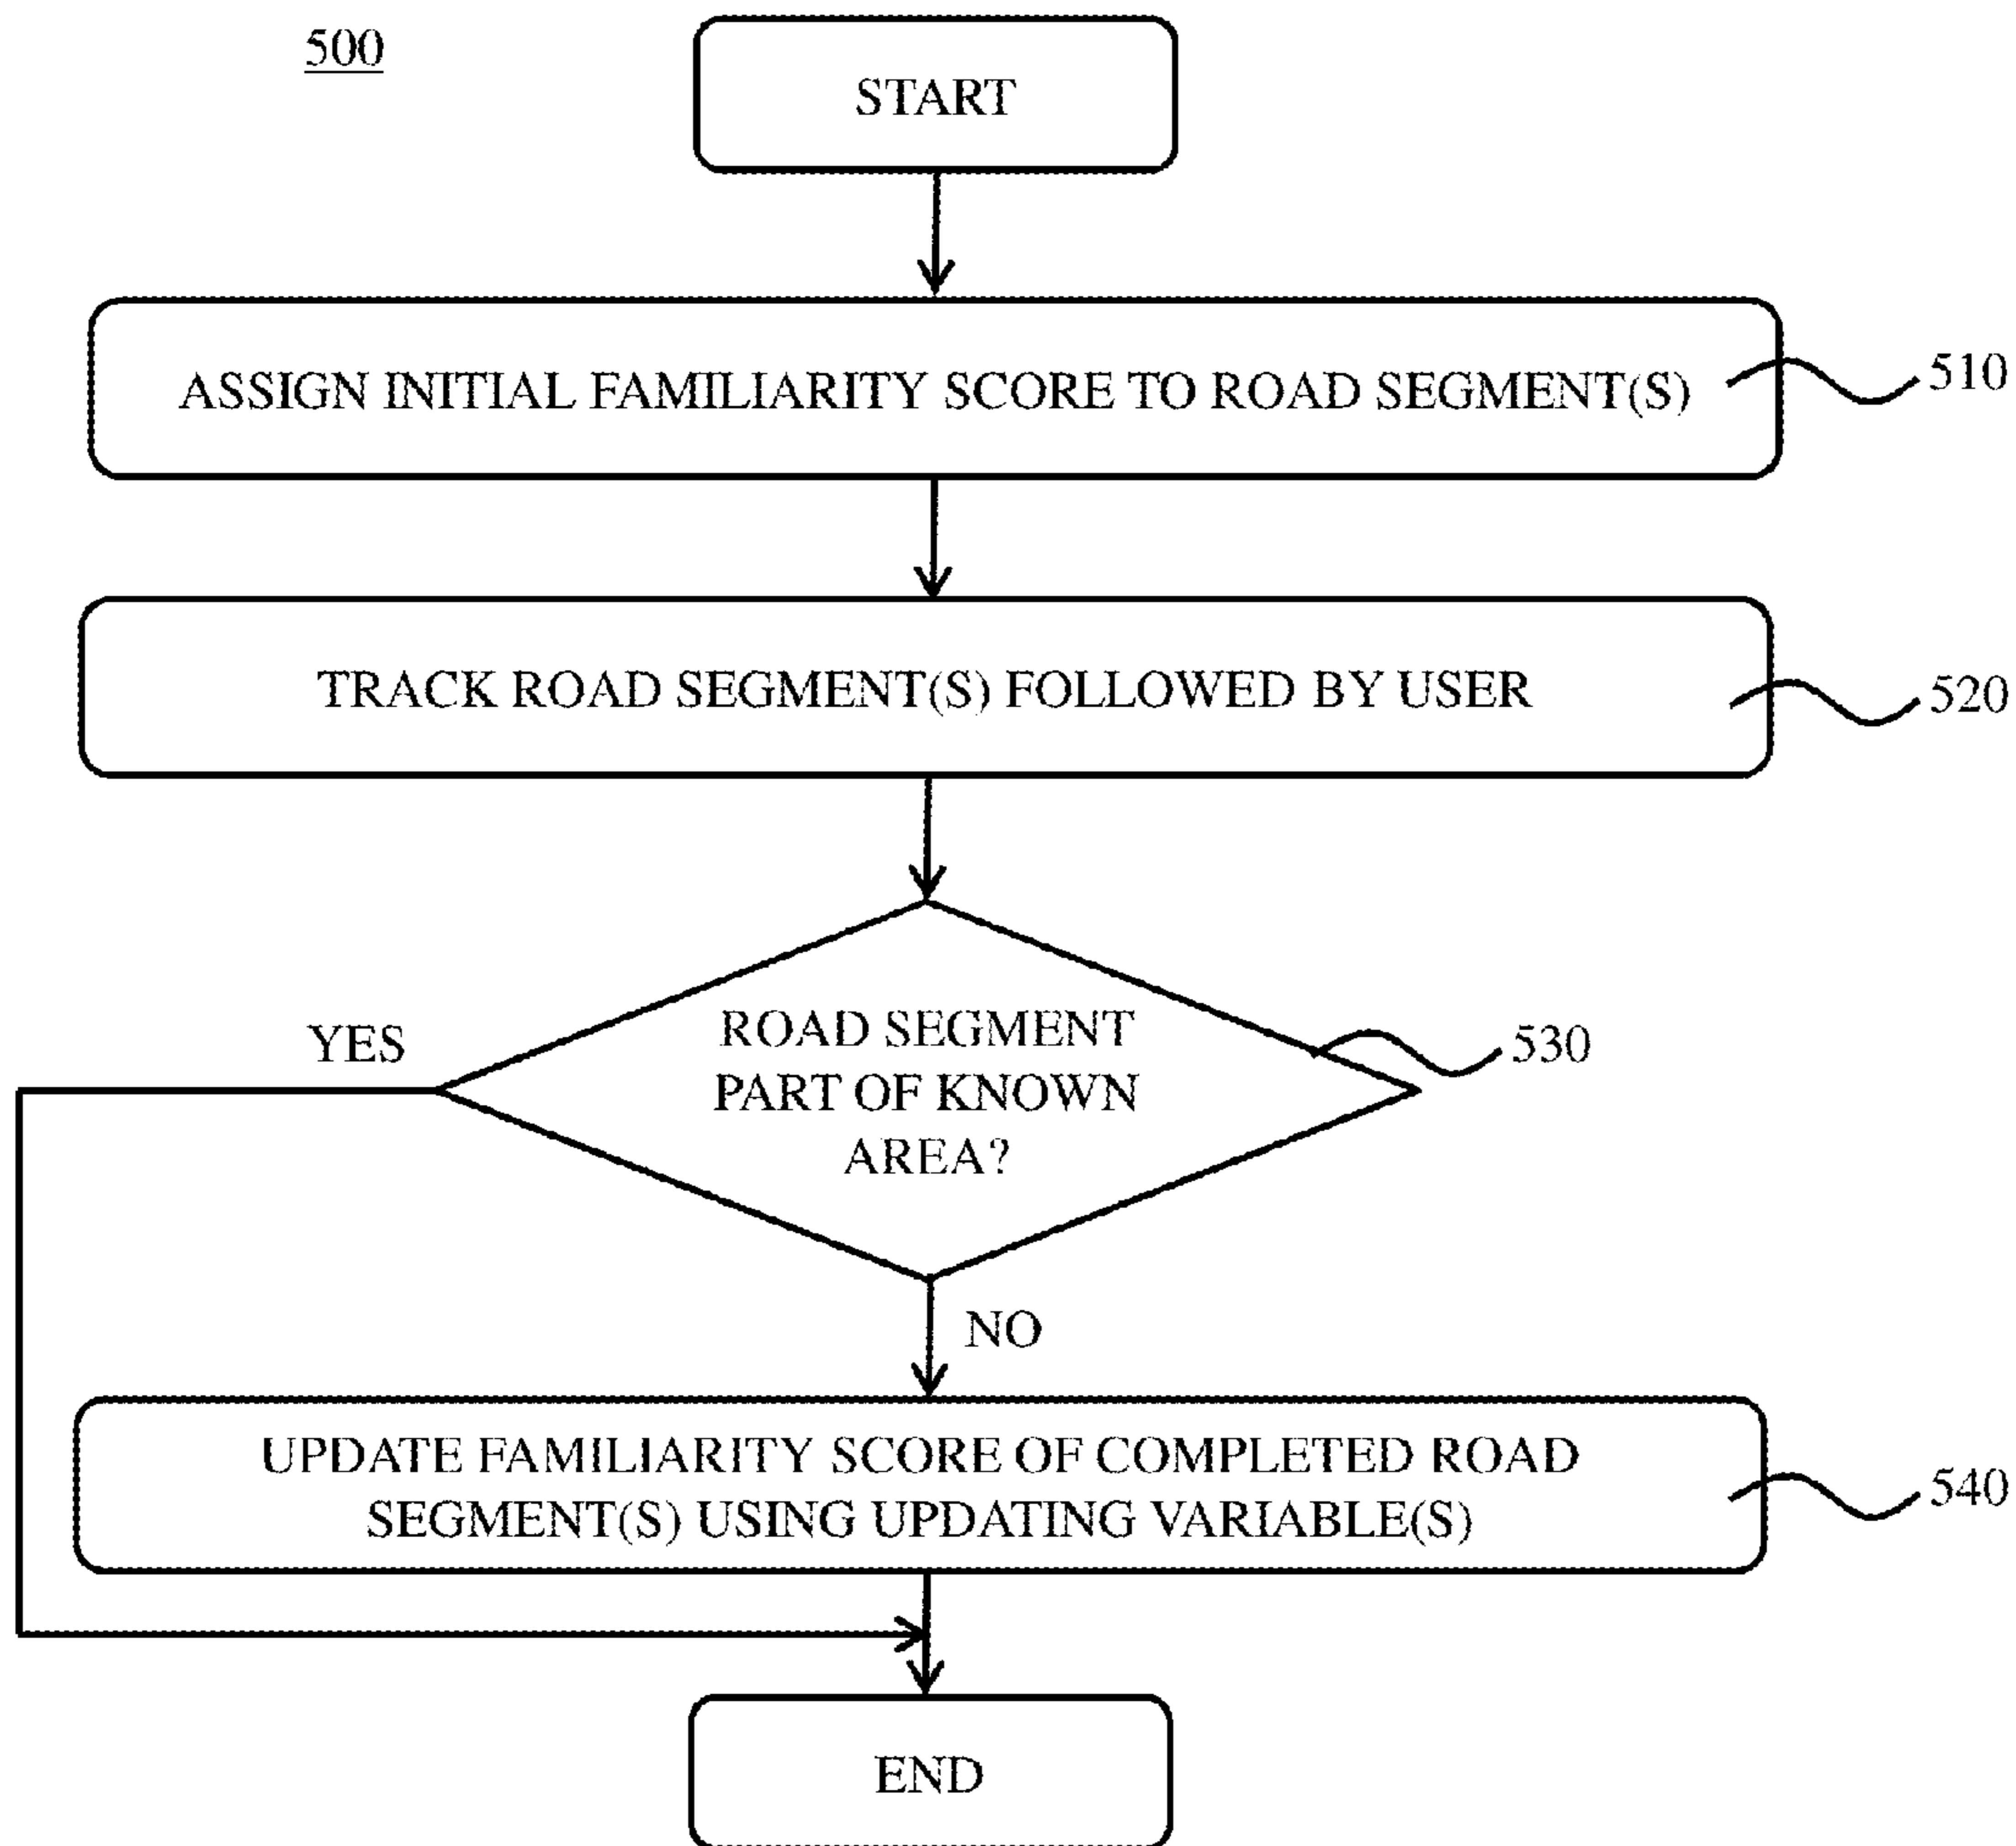 500
START
ASSIGN INITIAL FAMILIARITY SCORE TO ROAD SEGMENT(S)
510
TRACK ROAD SEGMENT(S) FOLLOWED BY USER
520
YES
ROAD SEGMENT
PART OF KNOWN
AREA?
530
NO
UPDATE FAMILIARITY SCORE OF COMPLETED ROAD
SEGMENT(S) USING UPDATING VARIABLE(S)
540
END